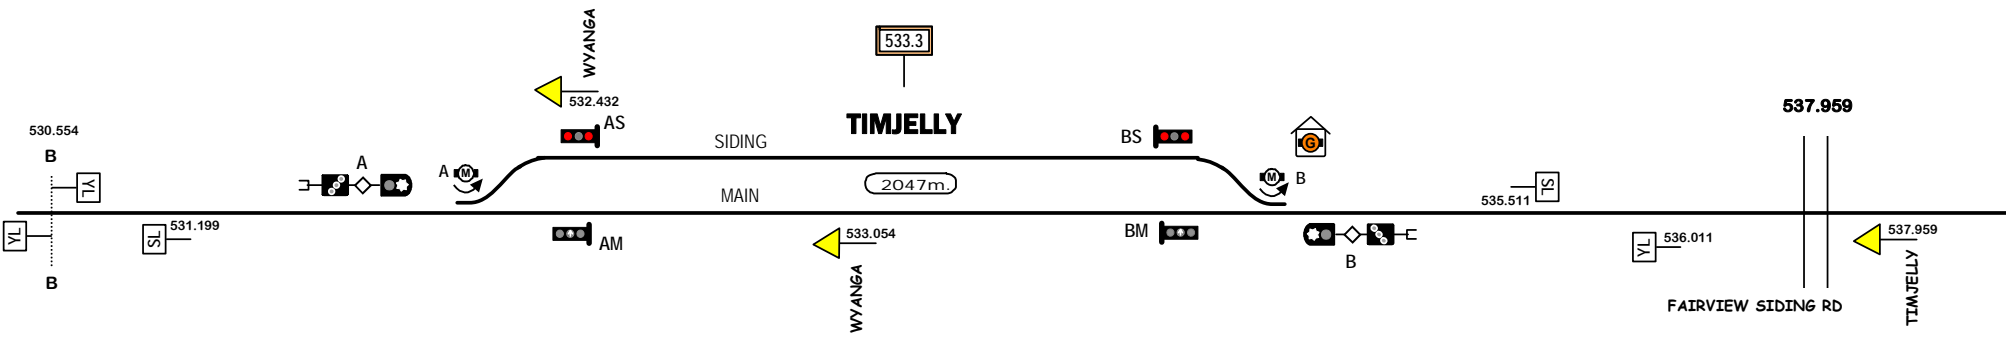 WYANGA
532.432
533.3
TIMJELLY
537.959
530.554
B
YL
A
A
M
AS
SIDING
BS
G
M
B
2047m.
MAIN
SL
535.511
YL
SL
531.199
AM
533.054
WYANGA
BM
B
YL
536.011
537.959
TIMJELLY
B
FAIRVIEW SIDING RD